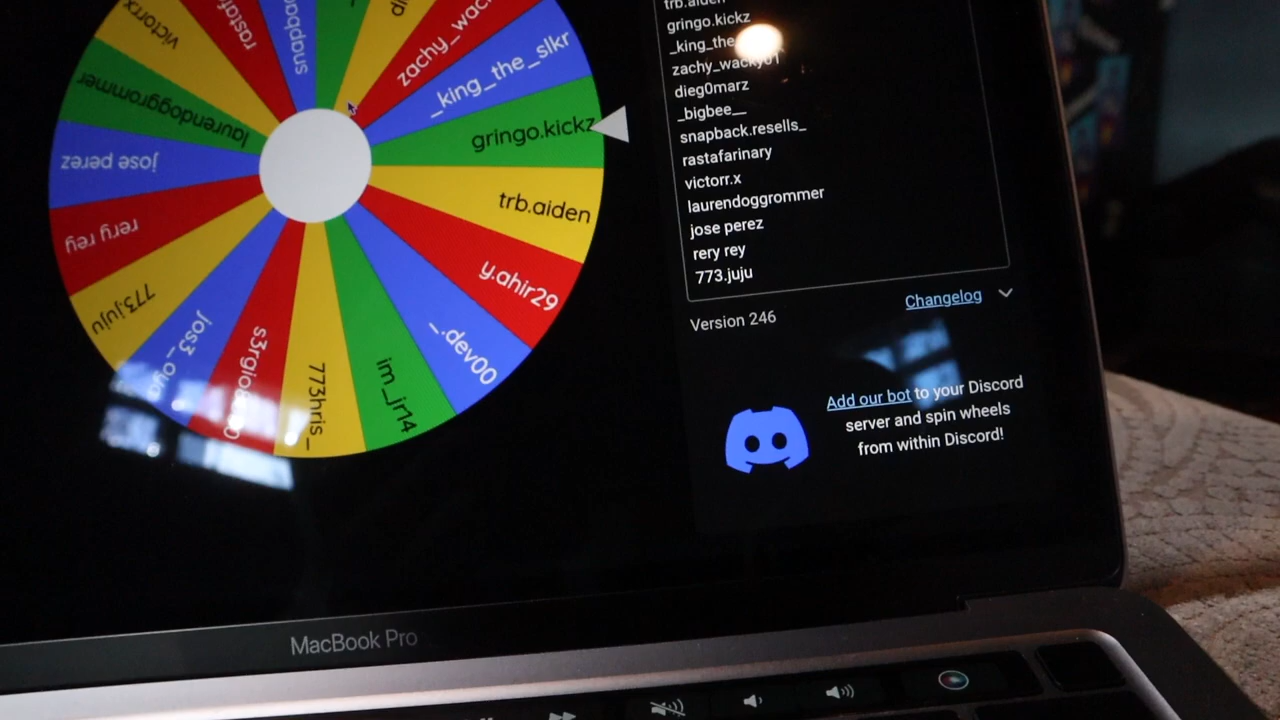 victorr.x
rastaf
snapbac
di
zachy_wac
_king_the_slkr
gringo.kickz
trb.aiden
y.ahir29
_.dev00
im_jr14
773hris_
773.juju
rery rey
jose perez
laurendoggrommer
trb.aiden
gringo.kickz
_king_the
zachy_wacky01
dieg0marz
_bigbee__
snapback.resells_
rastafarinary
victorr.x
laurendoggrommer
jose perez
rery rey
773.juju
Changelog
Version 246
Add our bot to your Discord
server and spin wheels
from within Discord!
MacBook Pro